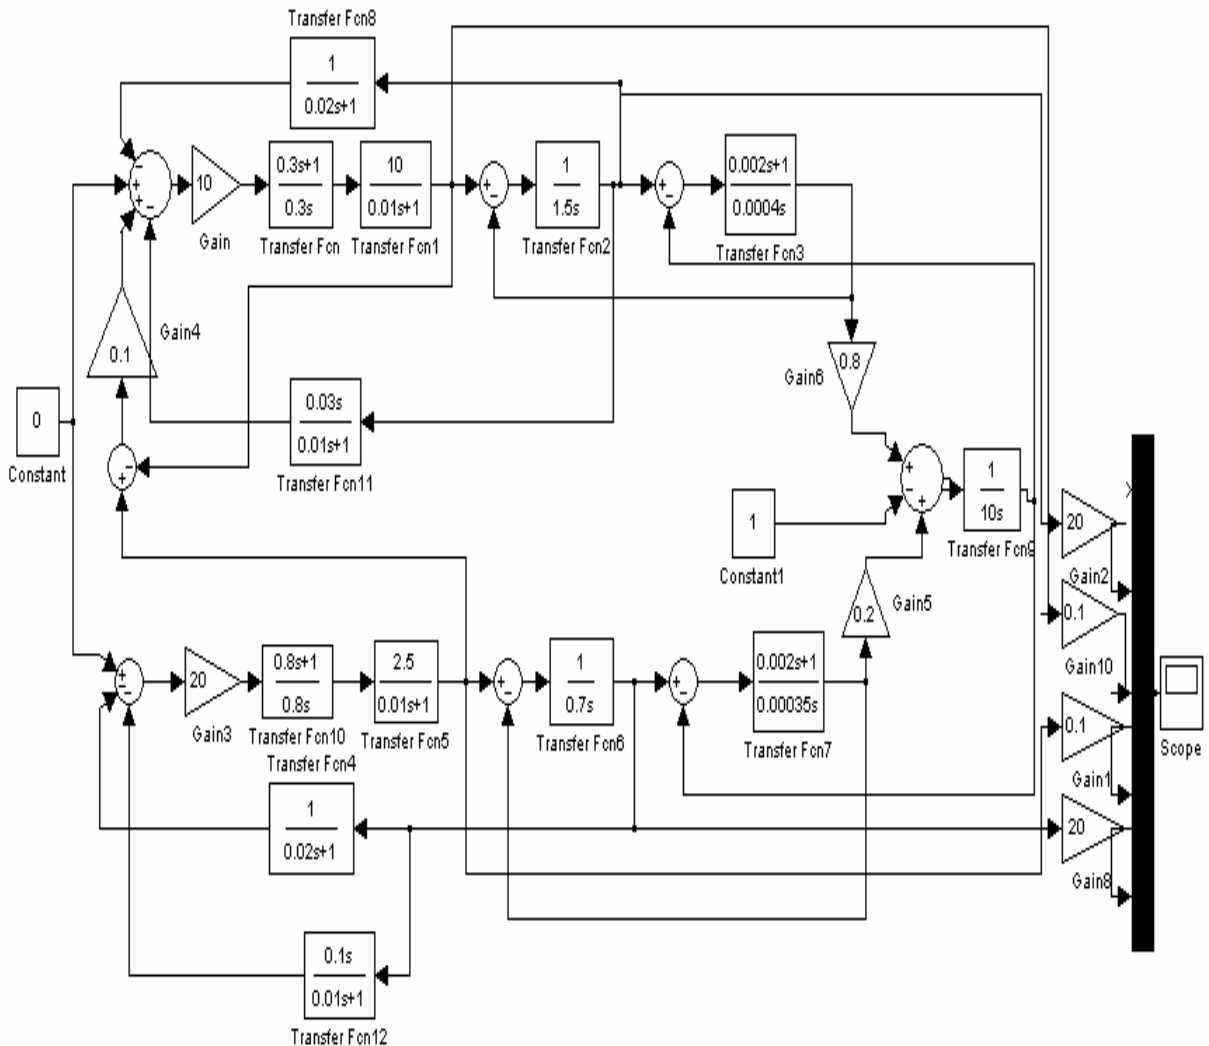 Transfer Fcn8
1
0.02s+1
−
+
+
−
10
Gain
0.3s+1
0.3s
Transfer Fcn
10
0.01s+1
Transfer Fcn1
+
−
1
1.5s
Transfer Fcn2
+
−
0.002s+1
0.0004s
Transfer Fcn3
0.1
Gain4
0.8
Gain6
0
Constant
0.03s
0.01s+1
Transfer Fcn11
−
+
1
Constant1
+
−
+
1
10s
Transfer Fcn9
20
Gain2
0.2
Gain5
0.1
Gain10
+
−
−
20
Gain3
0.8s+1
0.8s
Transfer Fcn10
2.5
0.01s+1
Transfer Fcn5
+
−
1
0.7s
Transfer Fcn6
+
−
0.002s+1
0.00035s
Transfer Fcn7
0.1
Gain1
Scope
Transfer Fcn4
1
0.02s+1
20
Gain8
0.1s
0.01s+1
Transfer Fcn12